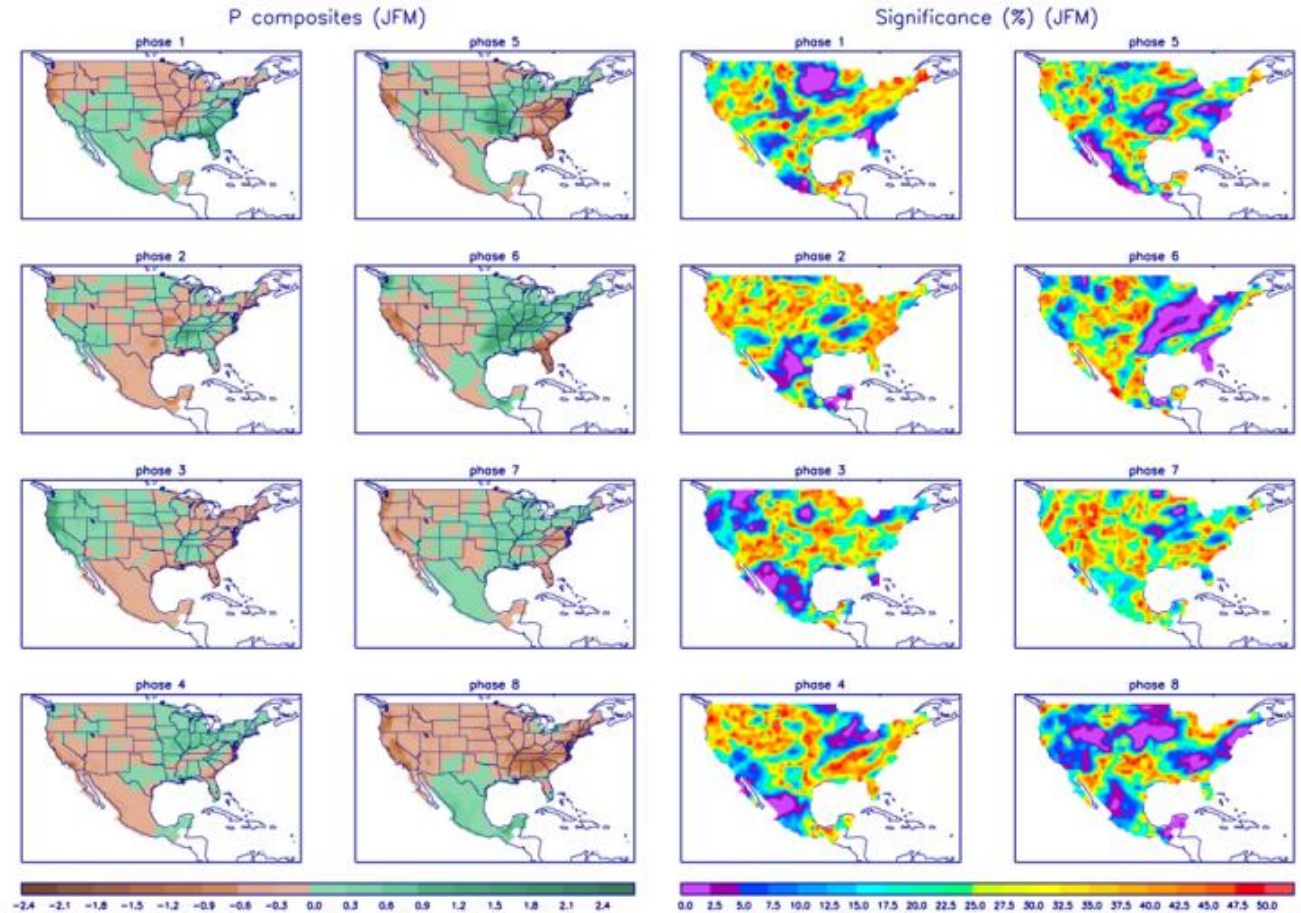 P composites (JFM) Significance (%) (JFM)
phase 1 phase 5 phase 1 phase 5
phase 2 phase 6 phase 2 phase 6
phase 3 phase 7 phase 3 phase 7
phase 4 phase 8 phase 4 phase 8
-2.4 -2.1 -1.8 -1.5 -1.2 -0.9 -0.6 -0.3 0.0 0.3 0.6 0.9 1.2 1.5 1.8 2.1 2.4 0.0 2.5 5.0 7.5 10.0 12.5 15.0 17.5 20.0 22.5 25.0 27.5 30.0 32.5 35.0 37.5 40.0 42.5 45.0 47.5 50.0